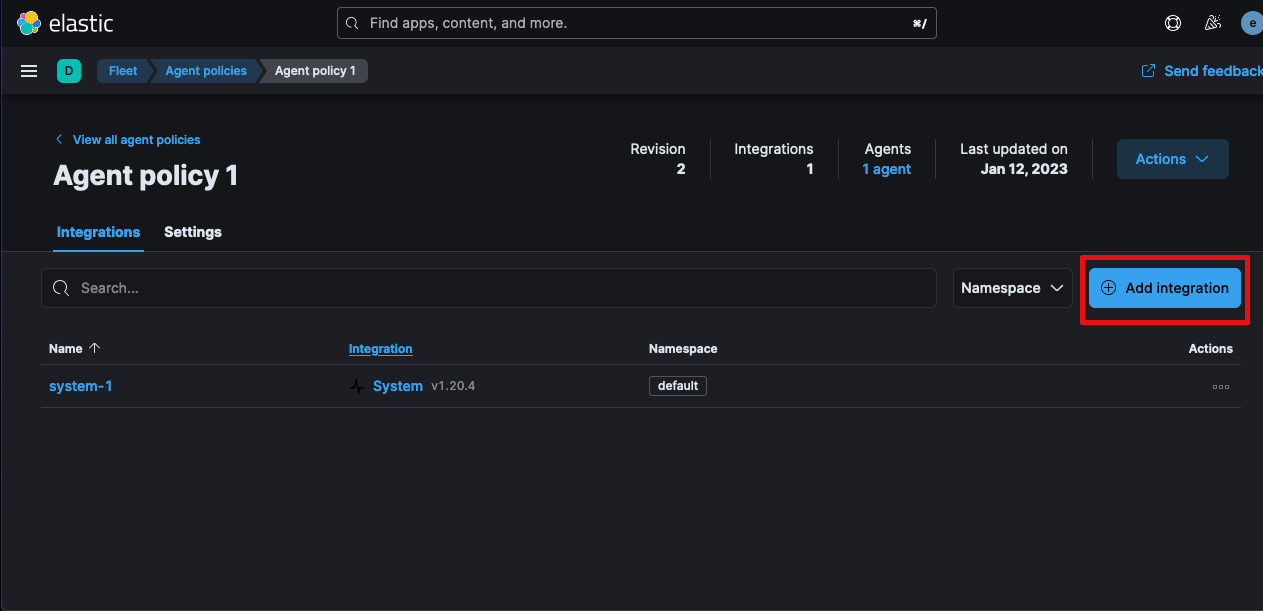 elastic
Find apps, content, and more.
⌘/
e
D
Fleet
Agent policies
Agent policy 1
Send feedback
View all agent policies
Agent policy 1
Revision
2
Integrations
1
Agents
1 agent
Last updated on
Jan 12, 2023
Actions
Integrations
Settings
Search...
Namespace
Add integration
Name
Integration
Namespace
Actions
system-1
System v1.20.4
default